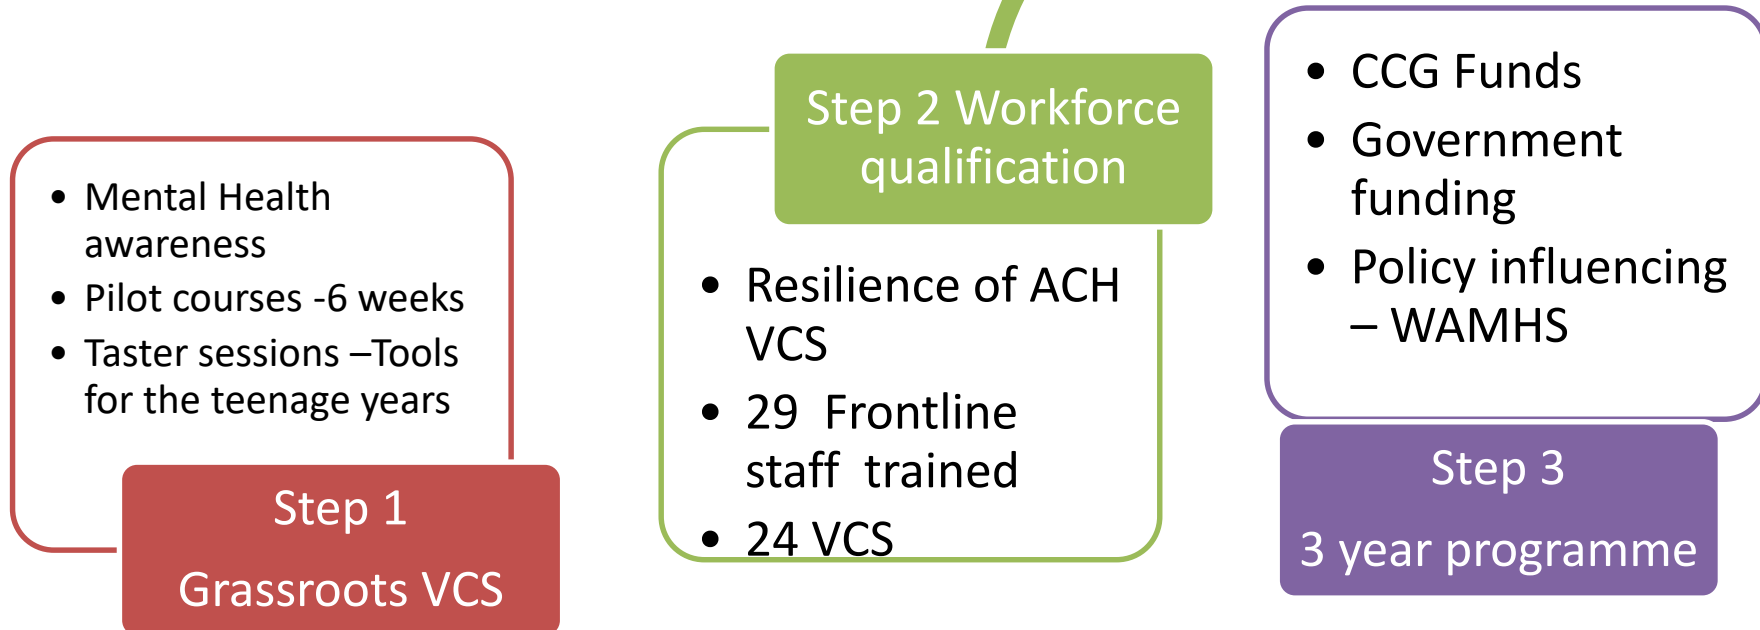 • Mental Health
awareness
• Pilot courses -6 weeks
• Taster sessions –Tools
for the teenage years
Step 1
Grassroots VCS
Step 2 Workforce
qualification
• Resilience of ACH
VCS
• 29  Frontline
staff  trained
• 24 VCS
• CCG Funds
• Government
funding
• Policy influencing
– WAMHS
Step 3
3 year programme